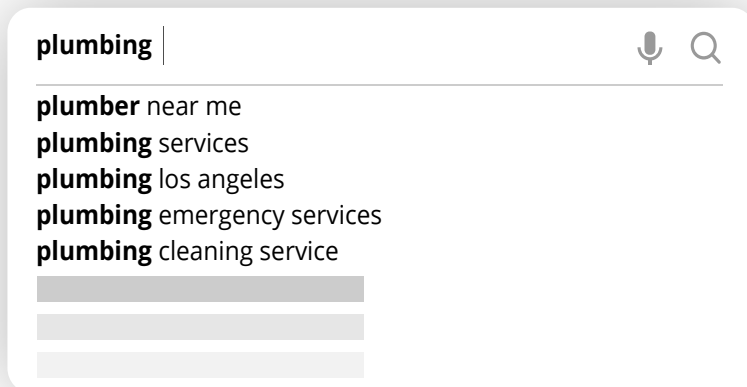 plumbing
plumber near me
plumbing services
plumbing los angeles
plumbing emergency services
plumbing cleaning service